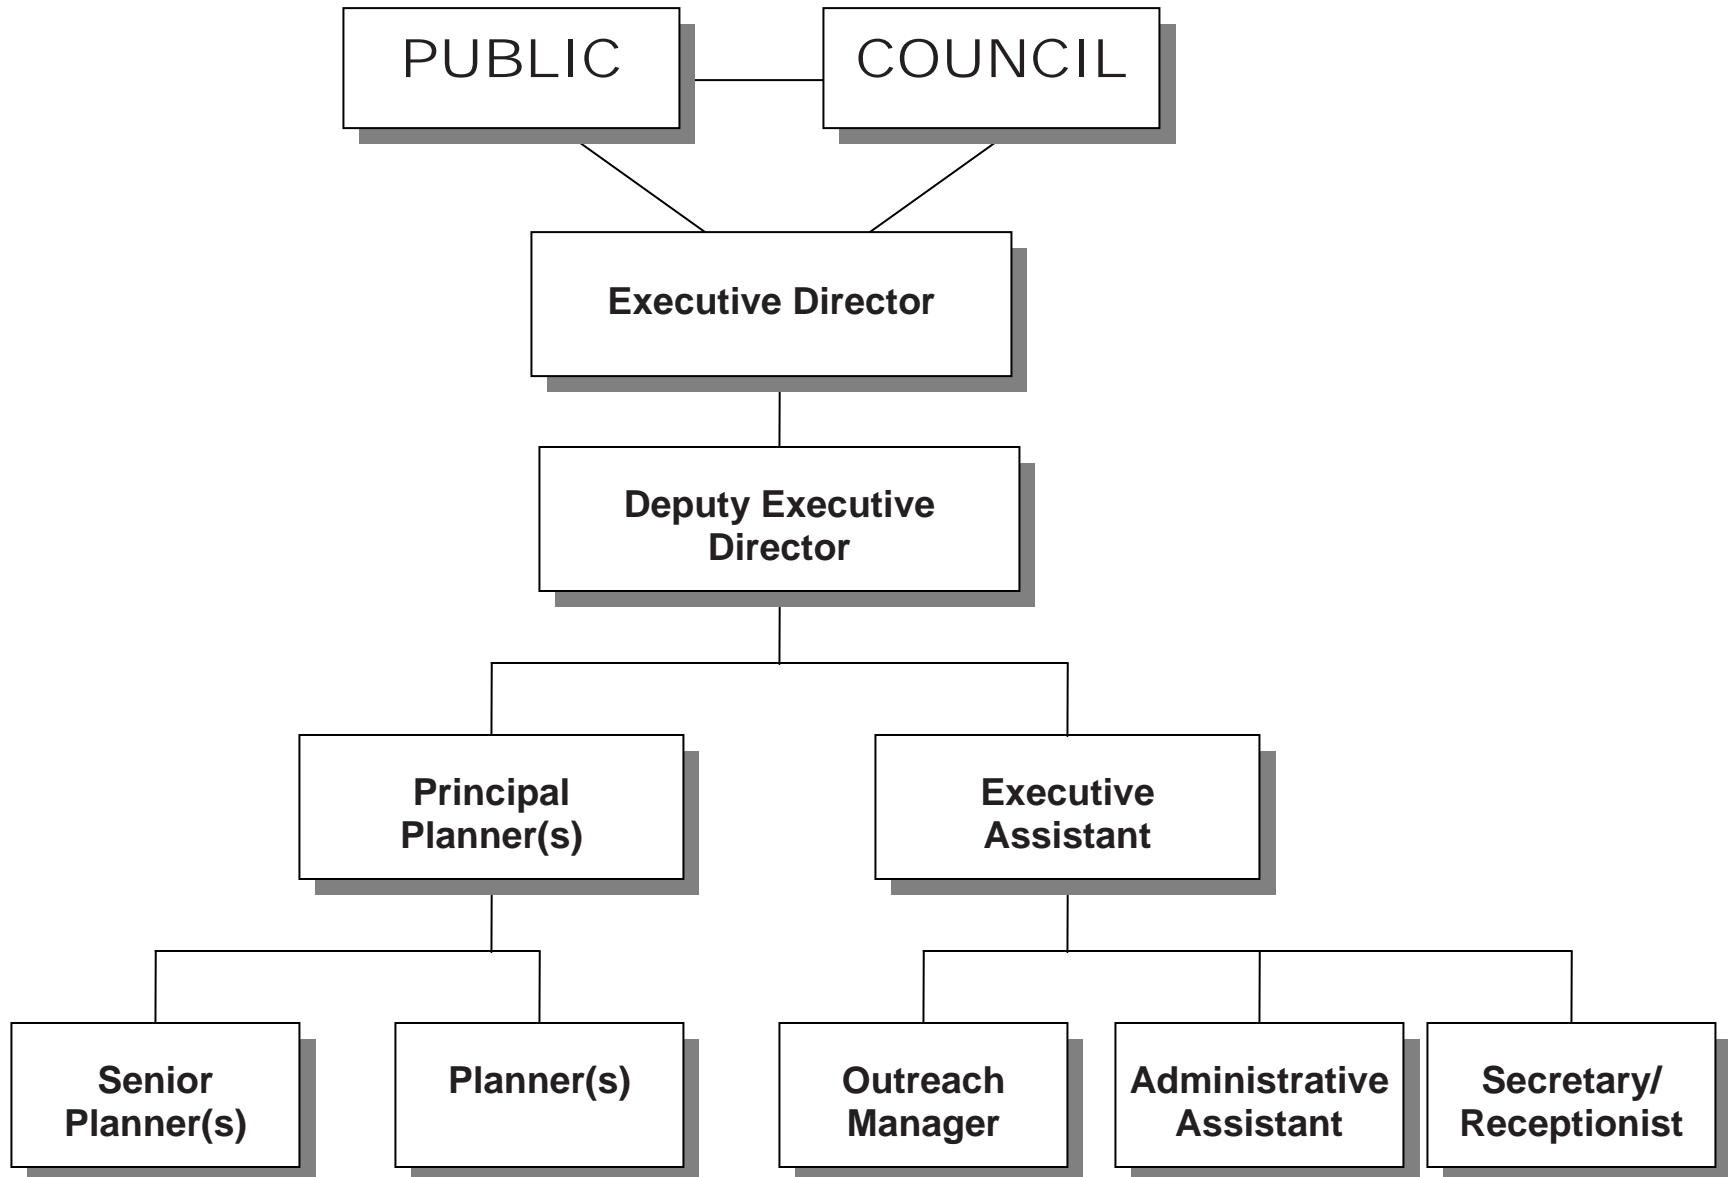 PUBLIC
COUNCIL
Executive Director
Deputy Executive
Director
Principal
Planner(s)
Executive
Assistant
Senior
Planner(s)
Planner(s)
Outreach
Manager
Administrative
Assistant
Secretary/
Receptionist